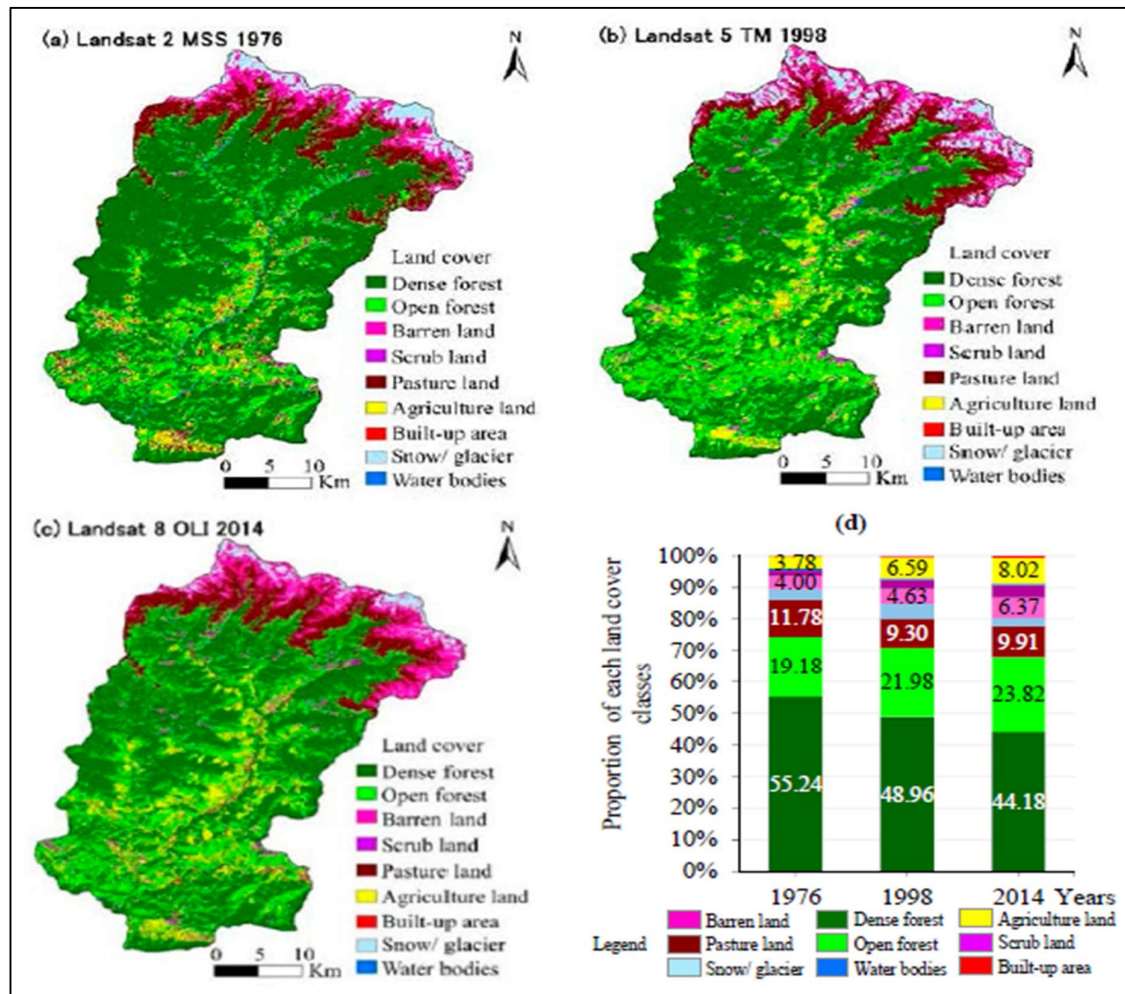 (a) Landsat 2 MSS 1976
N
Land cover
Dense forest
Open forest
Barren land
Scrub land
Pasture land
Agriculture land
Built-up area
Snow/ glacier
Water bodies
0 5 10
Km
(b) Landsat 5 TM 1998
N
Land cover
Dense forest
Open forest
Barren land
Scrub land
Pasture land
Agriculture land
Built-up area
Snow/ glacier
Water bodies
0 5 10
Km
(c) Landsat 8 OLI 2014
N
Land cover
Dense forest
Open forest
Barren land
Scrub land
Pasture land
Agriculture land
Built-up area
Snow/ glacier
Water bodies
0 5 10
Km
(d)
Proportion of each land cover
classes
100%
90%
80%
70%
60%
50%
40%
30%
20%
10%
0%
3.78 6.59 8.02
4.00 4.63 6.37
11.78 9.30 9.91
19.18 21.98 23.82
55.24 48.96 44.18
1976 1998 2014 Years
Legend
Barren land Dense forest Agriculture land
Pasture land Open forest Scrub land
Snow/ glacier Water bodies Built-up area